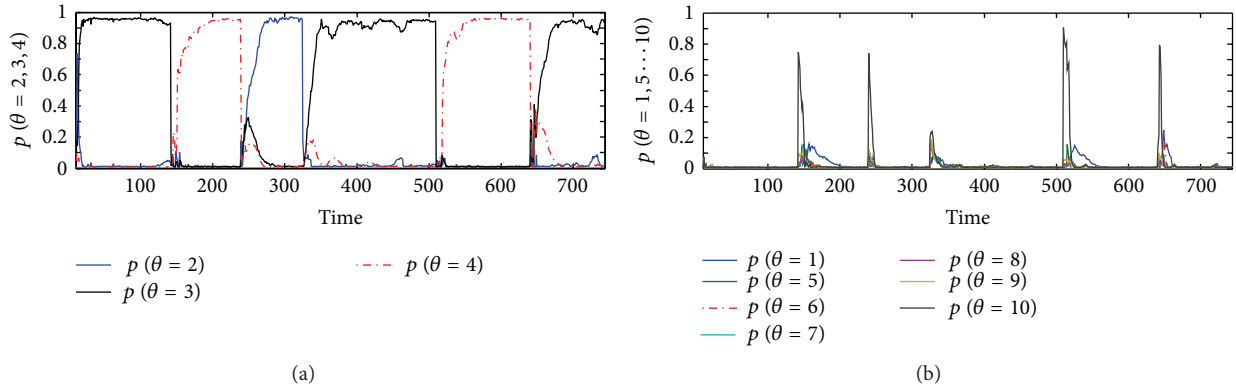 1
0.8
0.6
0.4
0.2
0
p (θ = 2, 3, 4)
100 200 300 400 500 600 700
Time
p (θ = 2)
p (θ = 3)
p (θ = 4)
(a)
1
0.8
0.6
0.4
0.2
0
p (θ = 1, 5 ⋯ 10)
100 200 300 400 500 600 700
Time
p (θ = 1)
p (θ = 5)
p (θ = 6)
p (θ = 7)
p (θ = 8)
p (θ = 9)
p (θ = 10)
(b)